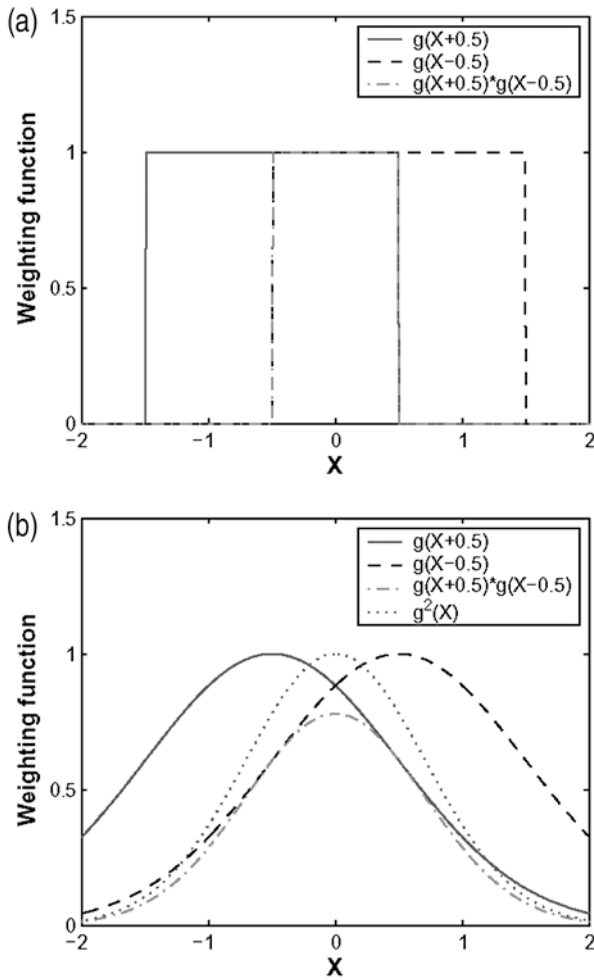 (a)
1.5
g(X+0.5)
g(X−0.5)
g(X+0.5)*g(X−0.5)
Weighting function
1
0.5
0
−2
−1
0
1
2
X
(b)
1.5
g(X+0.5)
g(X−0.5)
g(X+0.5)*g(X−0.5)
g²(X)
Weighting function
1
0.5
0
−2
−1
0
1
2
X